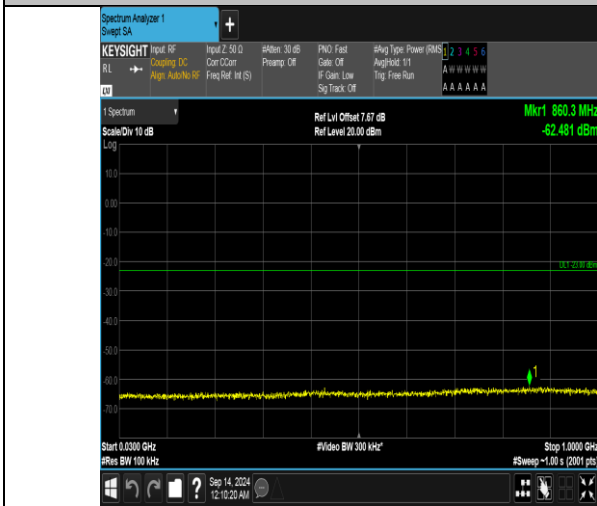 Spectrum Analyzer 1
Swept SA
+
KEYSIGHT Input: RF Input Z: 50 Ω #Atten: 30 dB PNO: Fast #Avg Type: Power (RMS 1 2 3 4 5 6
RL Coupling: DC Corr CCorr Preamp: Off Gate: Off Avg|Hold: 1/1 A W W W W W
Align: Auto/No RF Freq Ref: Int (S) IF Gain: Low Trig: Free Run
Sig Track: Off A A A A A A
1 Spectrum Ref Lvl Offset 7.67 dB Mkr1 860.3 MHz
Scale/Div 10 dB Ref Level 20.00 dBm -62.481 dBm
Log
10.0
0.00
-10.0
-20.0
DL1 -23.00 dBm
-30.0
-40.0
-50.0
1
-60.0
-70.0
Start 0.0300 GHz #Video BW 300 kHz* Stop 1.0000 GHz
#Res BW 100 kHz #Sweep ~1.00 s (2001 pts)
? Sep 14, 2024
12:10:20 AM